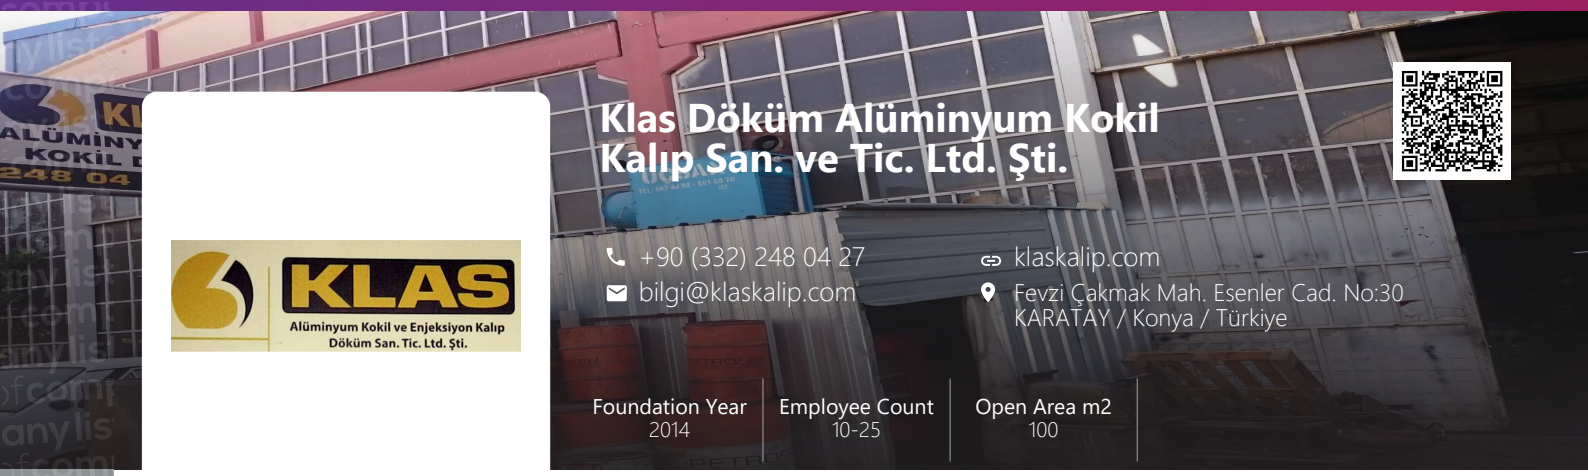 Klas Döküm Alüminyum Kokil
Kalıp San. ve Tic. Ltd. Şti.
+90 (332) 248 04 27
klaskalip.com
bilgi@klaskalip.com
Fevzi Çakmak Mah. Esenler Cad. No:30
KARATAY / Konya / Türkiye
KLAS
Alüminyum Kokil ve Enjeksiyon Kalıp
Döküm San. Tic. Ltd. Şti.
Foundation Year
2014
Employee Count
10-25
Open Area m2
100
KL
ALÜMİNY
KOKİL D
248 04